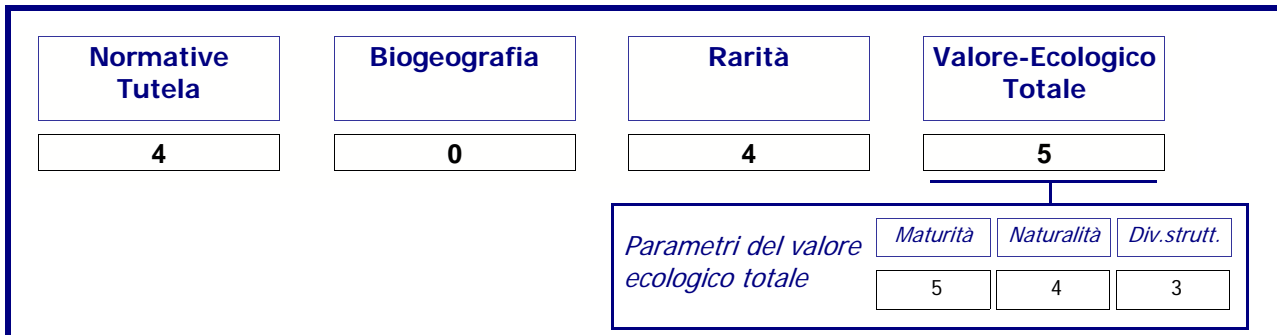 Normative
Tutela
Biogeografia
Rarità
Valore-Ecologico
Totale
4
0
4
5
Parametri del valore
ecologico totale
Maturità
Naturalità
Div.strutt.
5
4
3